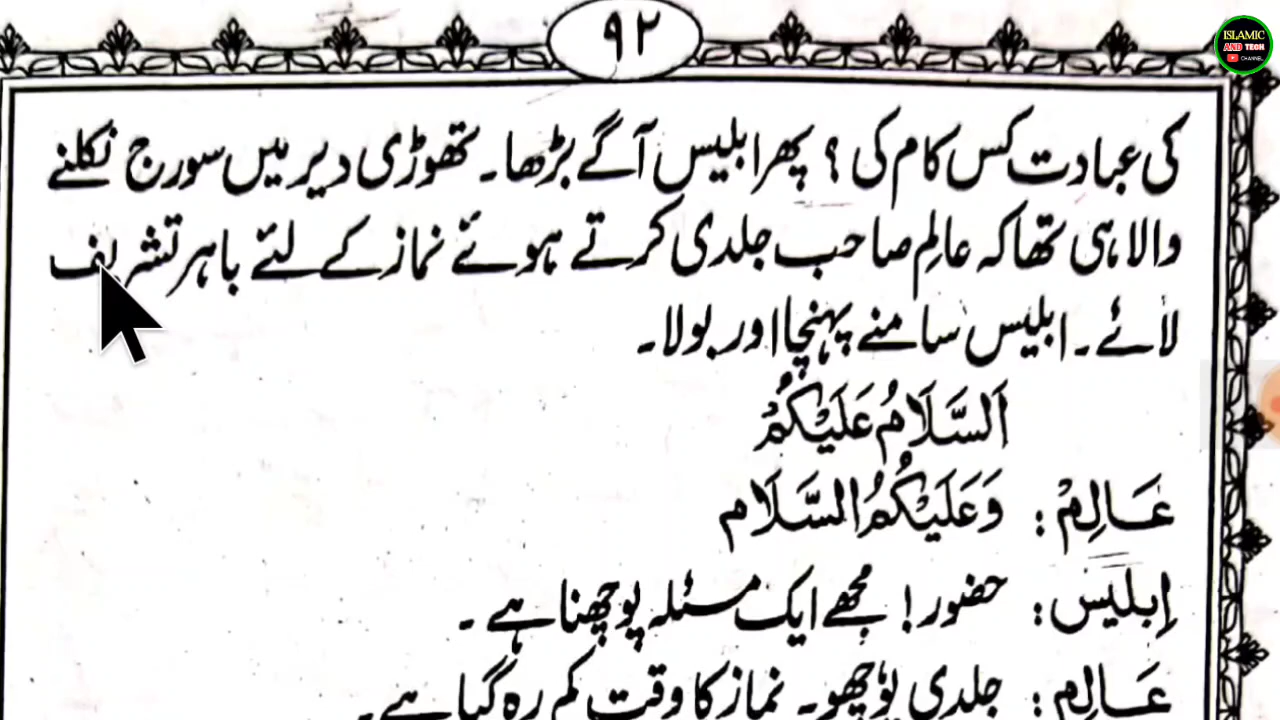 ۹۲
ISLAMIC
AND TECH
CHANNEL
کی عبادت کس کام کی ؟ پھر ابلیس آگے بڑھا۔ تھوڑی دیر میں سورج نکلنے
والا ہی تھا کہ عالِم صاحب جلدی کرتے ہوئے نماز کے لئے باہر تشریف
لائے۔ ابلیس سامنے پہنچا اور بولا۔
اَلسَّلَامُ عَلَيْكُمْ
عَالِمْ: وَعَلَيْكُمُ السَّلَام
اِبلیس: حضور! مجھے ایک مسئلہ پوچھنا ہے۔
عَالِم: جلدی پُوچھو۔ نماز کا وقت کم رہ گیا ہے۔